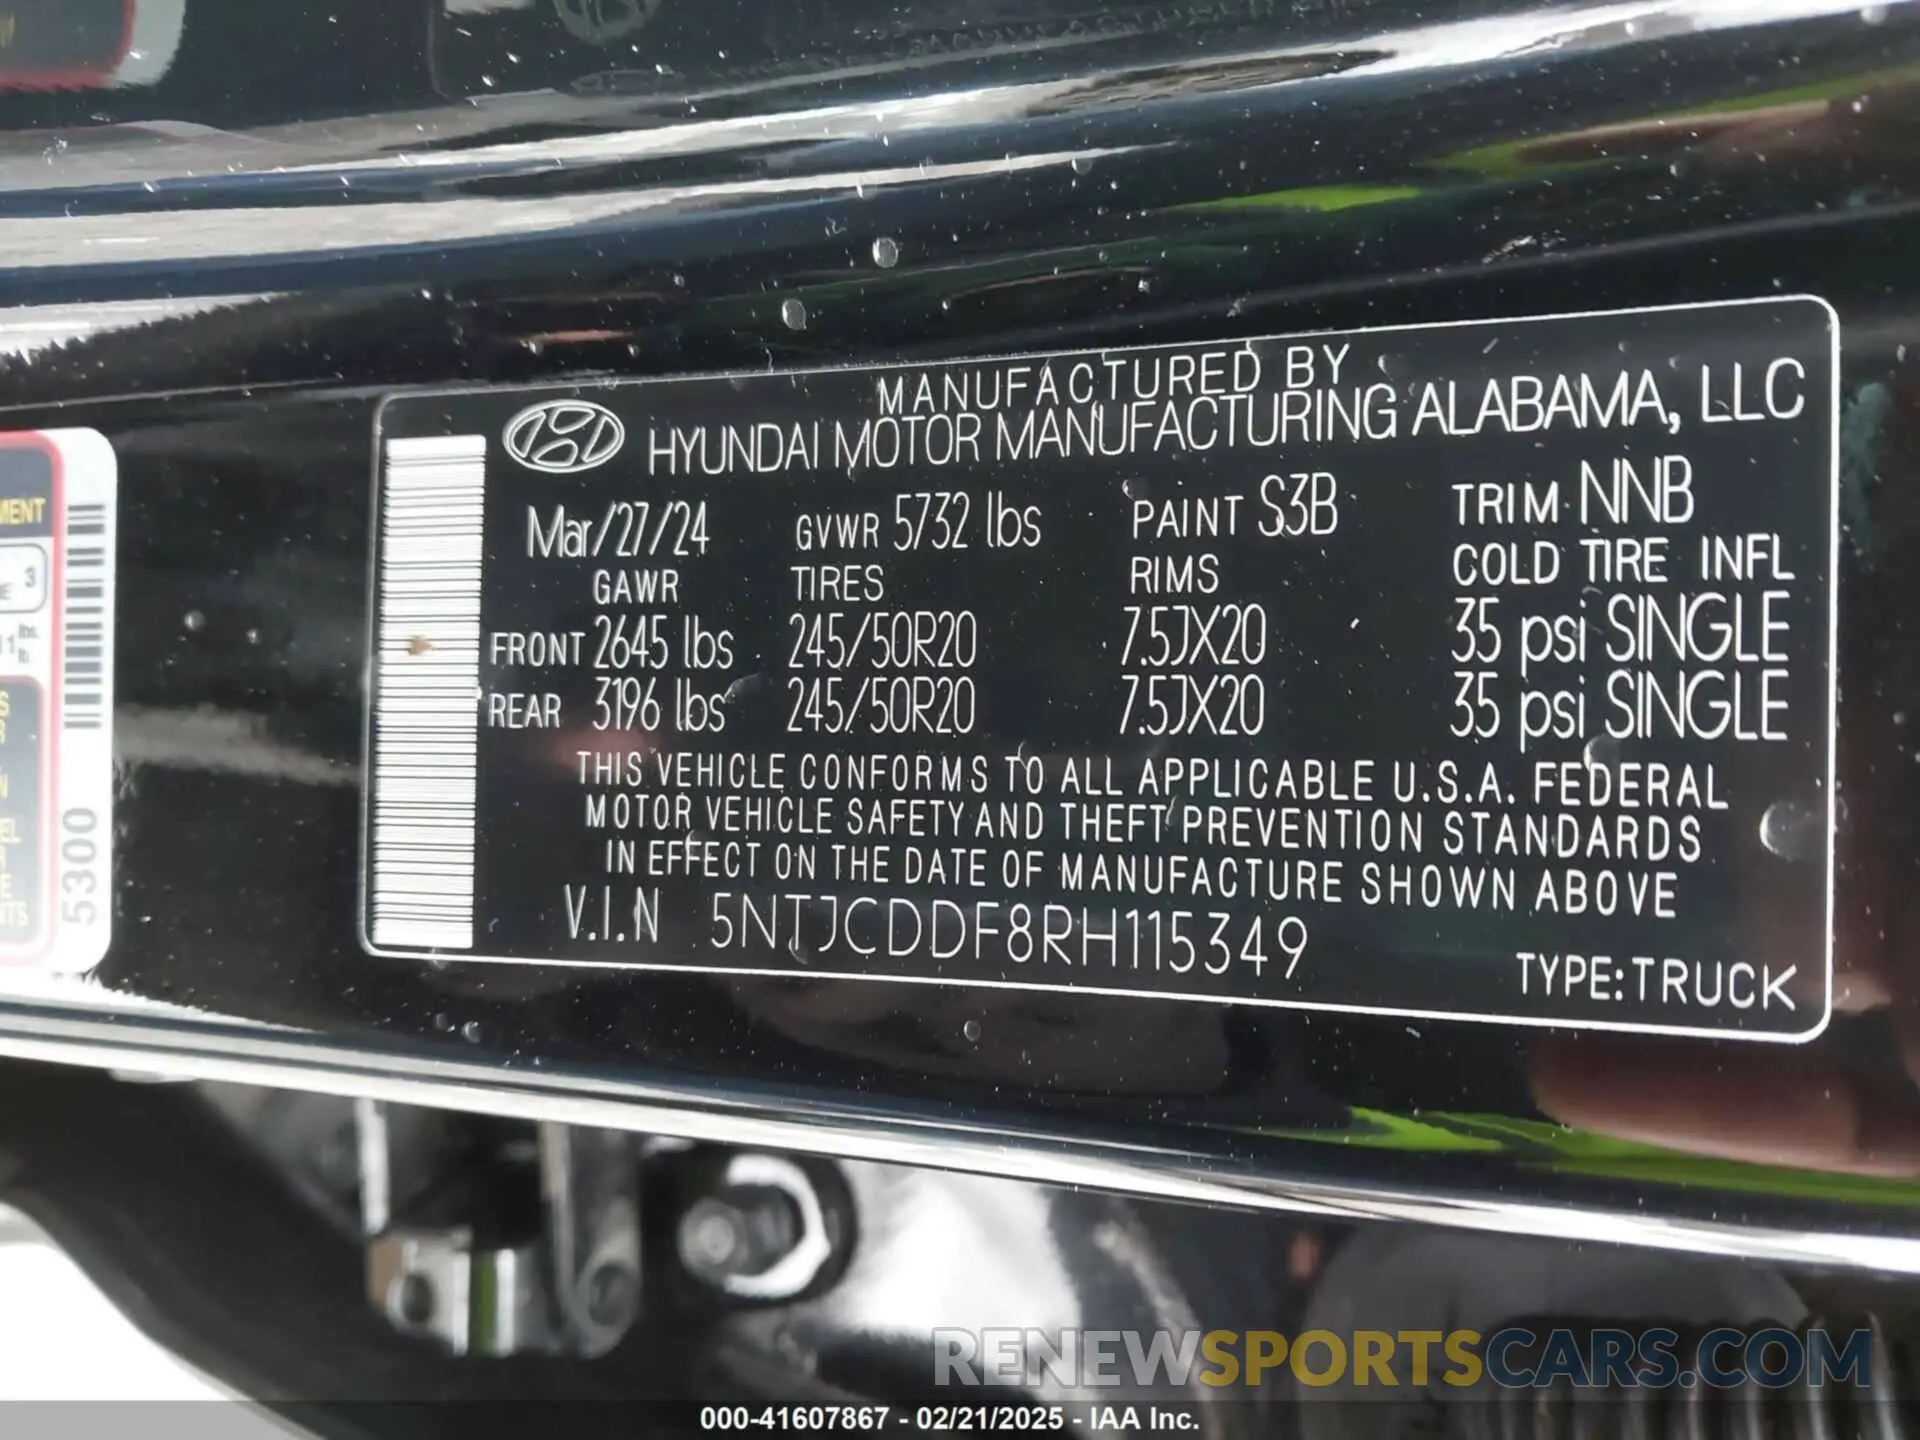 MANUFACTURED BY
HYUNDAI MOTOR MANUFACTURING ALABAMA, LLC
Mar/27/24 GVWR 5732 lbs PAINT S3B TRIM NNB
GAWR TIRES RIMS COLD TIRE INFL
FRONT 2645 lbs 245/50R20 7.5JX20 35 psi SINGLE
REAR 3196 lbs 245/50R20 7.5JX20 35 psi SINGLE
THIS VEHICLE CONFORMS TO ALL APPLICABLE U.S.A. FEDERAL
MOTOR VEHICLE SAFETY AND THEFT PREVENTION STANDARDS
IN EFFECT ON THE DATE OF MANUFACTURE SHOWN ABOVE
V.I.N 5NTJCDDF8RH115349
TYPE:TRUCK
5300
RENEWSPORTSCARS.COM
000-41607867 - 02/21/2025 - IAA Inc.